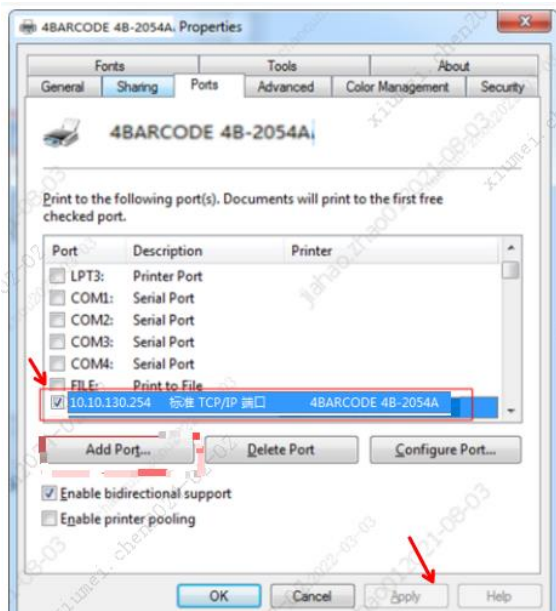 4BARCODE 4B-2054A Properties
Fonts Tools About
General Sharing Ports Advanced Color Management Security
4BARCODE 4B-2054A
Print to the following port(s). Documents will print to the first free
checked port.
Port Description Printer
LPT3: Printer Port
COM1: Serial Port
COM2: Serial Port
COM3: Serial Port
COM4: Serial Port
FILE: Print to File
10.10.130.254 标准 TCP/IP 端口 4BARCODE 4B-2054A
Add Port... Delete Port Configure Port...
Enable bidirectional support
Enable printer pooling
OK Cancel Apply Help